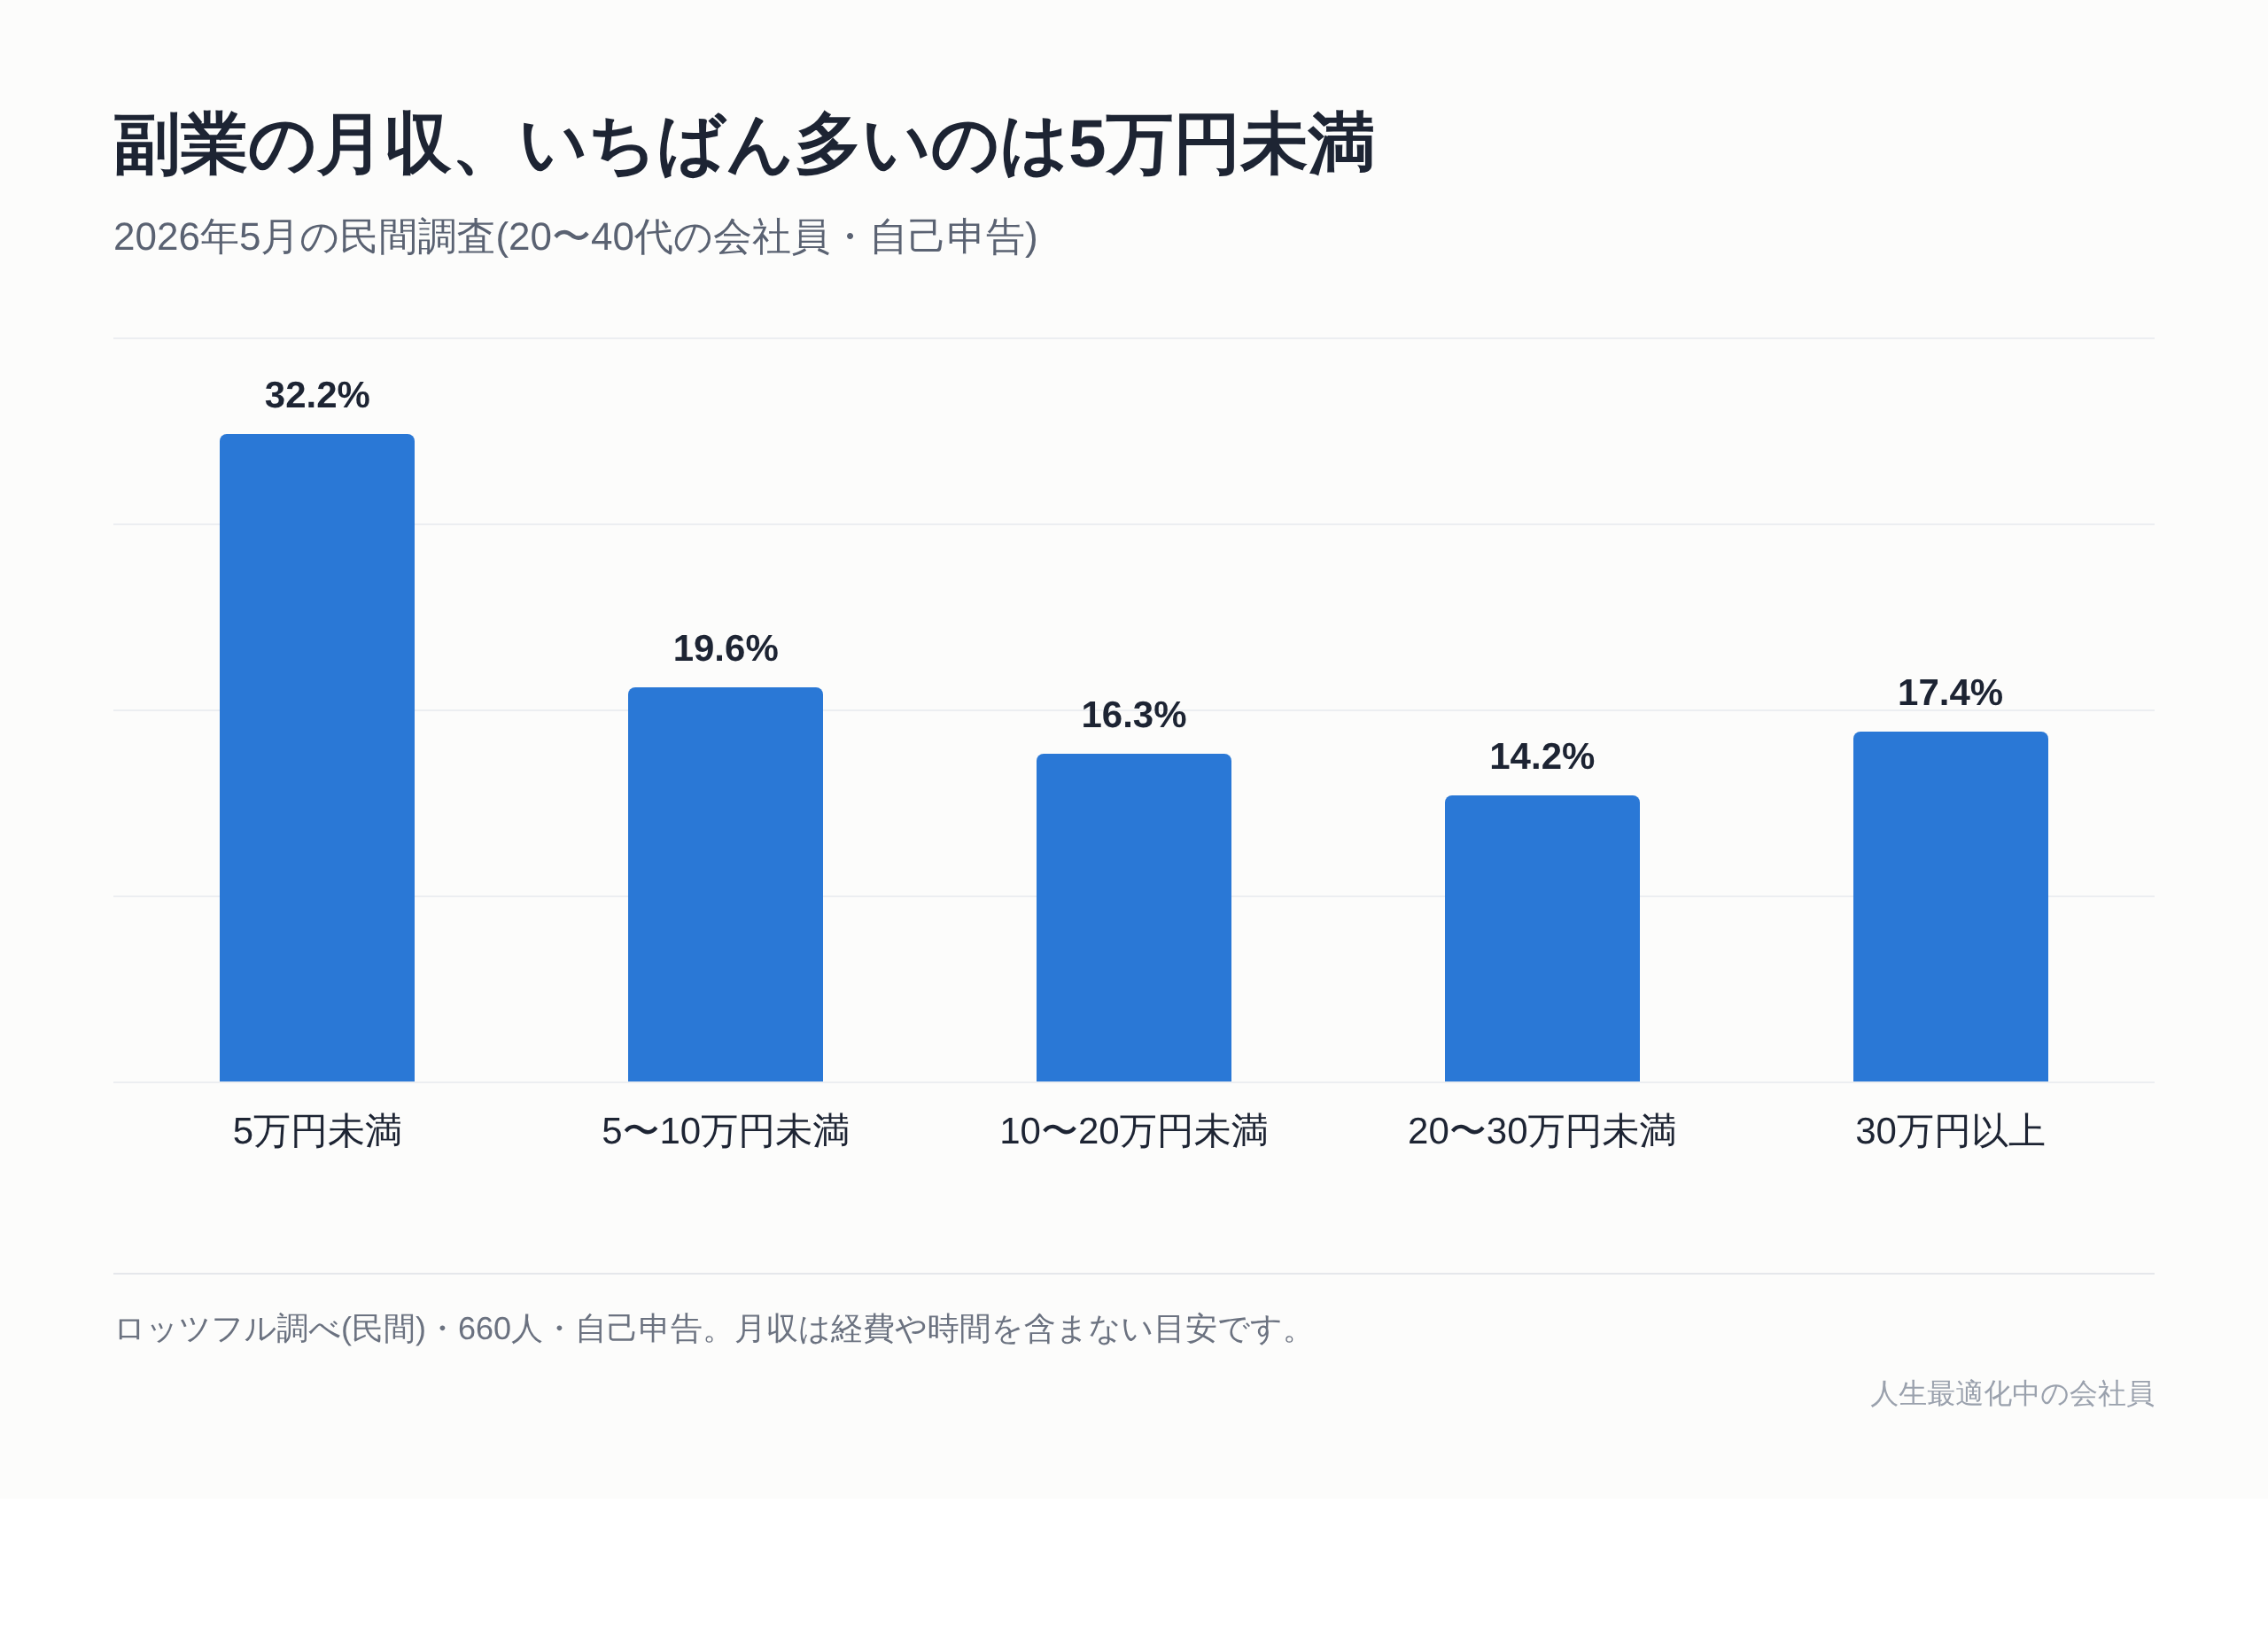 副業の月収、いちばん多いのは5万円未満
2026年5月の民間調査(20〜40代の会社員・自己申告)
32.2%
19.6%
16.3%
14.2%
17.4%
5万円未満
5〜10万円未満
10〜20万円未満
20〜30万円未満
30万円以上
ロッツフル調べ(民間)・660人・自己申告。月収は経費や時間を含まない目安です。
人生最適化中の会社員